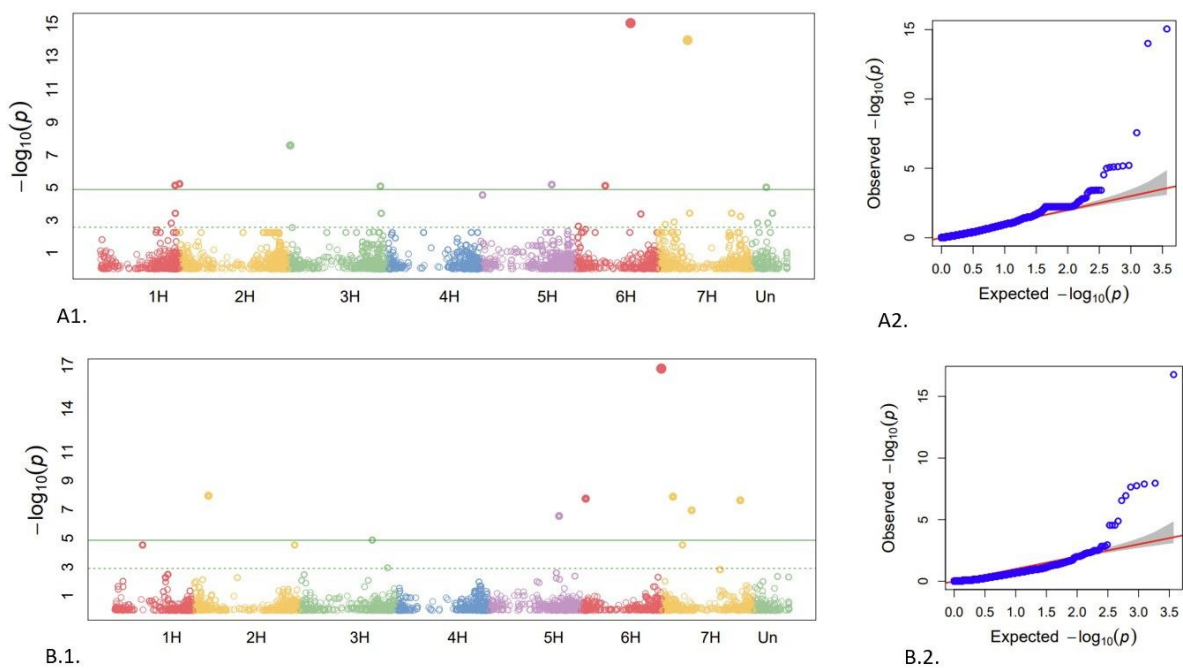 15
13
11
9
7
5
3
1
−log₁₀(p)
1H 2H 3H 4H 5H 6H 7H Un
A1.
15
10
5
0
Observed −log₁₀(p)
0.0 0.5 1.0 1.5 2.0 2.5 3.0 3.5
Expected −log₁₀(p)
A2.
17
14
11
9
7
5
3
1
−log₁₀(p)
1H 2H 3H 4H 5H 6H 7H Un
B.1.
15
10
5
0
Observed −log₁₀(p)
0.0 0.5 1.0 1.5 2.0 2.5 3.0 3.5
Expected −log₁₀(p)
B.2.